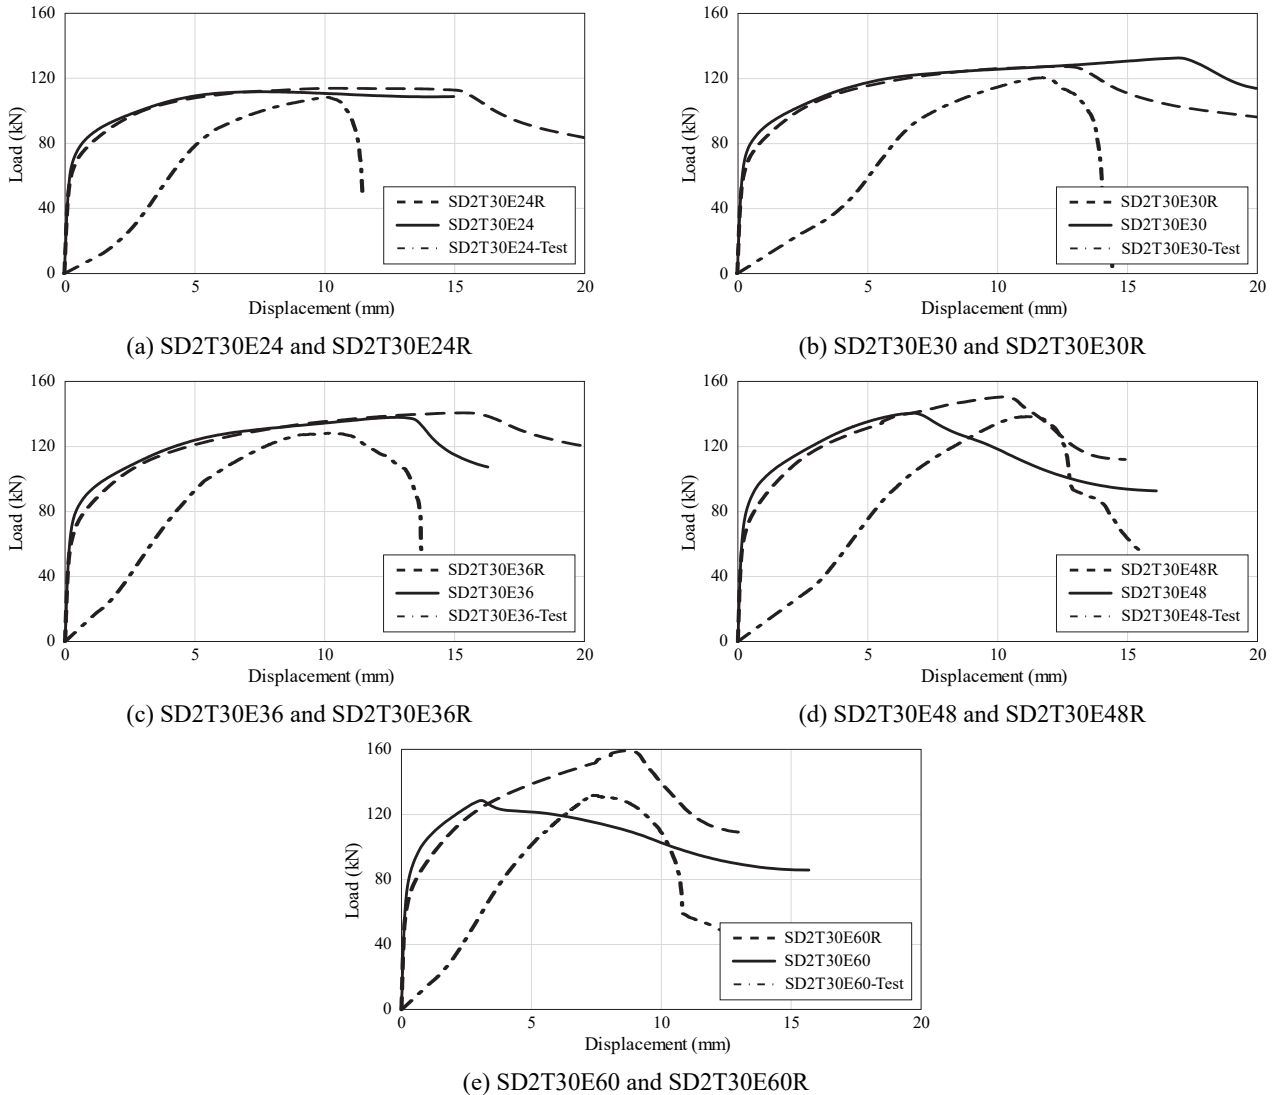 160
120
80
40
0
Load (kN)
0 5 10 15 20
Displacement (mm)
SD2T30E24R
SD2T30E24
SD2T30E24-Test
(a) SD2T30E24 and SD2T30E24R
160
120
80
40
0
Load (kN)
0 5 10 15 20
Displacement (mm)
SD2T30E30R
SD2T30E30
SD2T30E30-Test
(b) SD2T30E30 and SD2T30E30R
160
120
80
40
0
Load (kN)
0 5 10 15 20
Displacement (mm)
SD2T30E36R
SD2T30E36
SD2T30E36-Test
(c) SD2T30E36 and SD2T30E36R
160
120
80
40
0
Load (kN)
0 5 10 15 20
Displacement (mm)
SD2T30E48R
SD2T30E48
SD2T30E48-Test
(d) SD2T30E48 and SD2T30E48R
160
120
80
40
0
Load (kN)
0 5 10 15 20
Displacement (mm)
SD2T30E60R
SD2T30E60
SD2T30E60-Test
(e) SD2T30E60 and SD2T30E60R